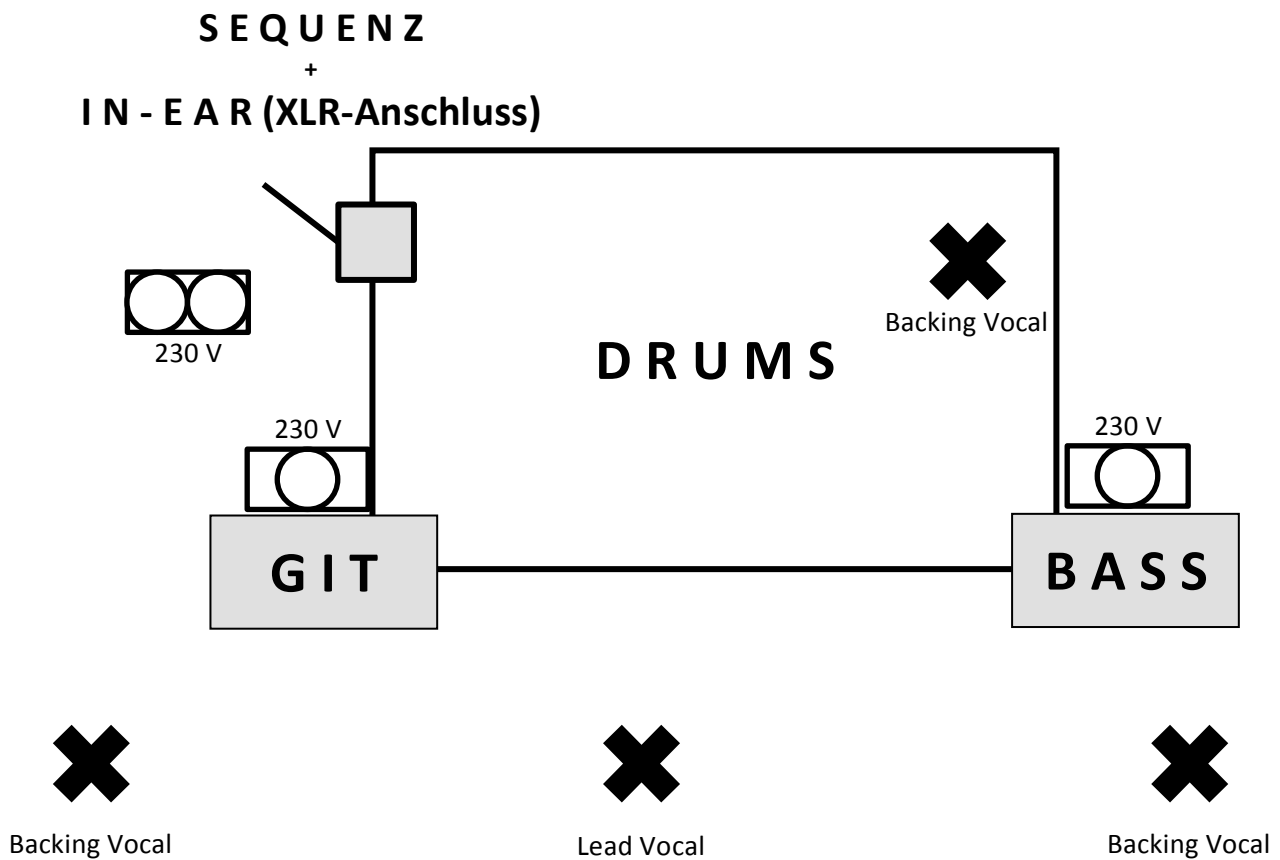 S E Q U E N Z
+
I N - E A R (XLR-Anschluss)
Backing Vocal
230 V
D R U M S
230 V
230 V
G I T
B A S S
Backing Vocal
Lead Vocal
Backing Vocal